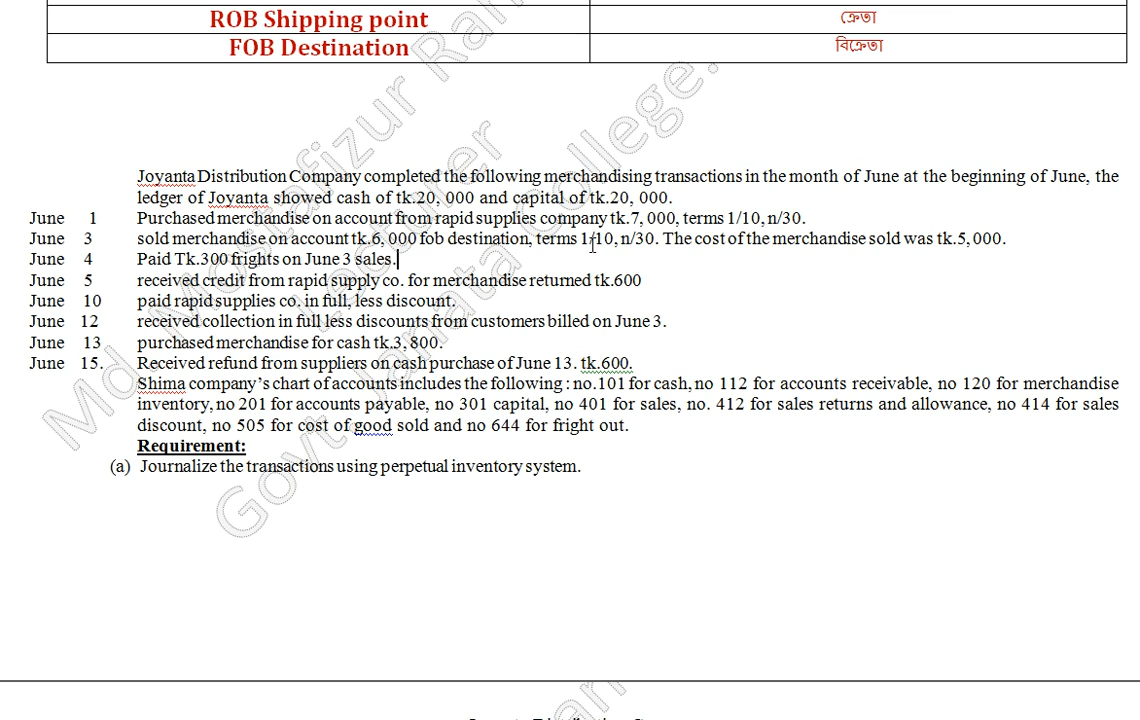 ROB Shipping point ক্রেতা
FOB Destination বিক্রেতা
Joyanta Distribution Company completed the following merchandising transactions in the month of June at the beginning of June, the
ledger of Joyanta showed cash of tk.20, 000 and capital of tk.20, 000.
June 1 Purchased merchandise on account from rapid supplies company tk.7, 000, terms 1/10, n/30.
June 3 sold merchandise on account tk.6, 000 fob destination, terms 1/10, n/30. The cost of the merchandise sold was tk.5, 000.
June 4 Paid Tk.300 frights on June 3 sales.
June 5 received credit from rapid supply co. for merchandise returned tk.600
June 10 paid rapid supplies co. in full, less discount.
June 12 received collection in full less discounts from customers billed on June 3.
June 13 purchased merchandise for cash tk.3, 800.
June 15. Received refund from suppliers on cash purchase of June 13. tk.600.
Shima company's chart of accounts includes the following : no.101 for cash, no 112 for accounts receivable, no 120 for merchandise
inventory, no 201 for accounts payable, no 301 capital, no 401 for sales, no. 412 for sales returns and allowance, no 414 for sales
discount, no 505 for cost of good sold and no 644 for fright out.
Requirement:
(a) Journalize the transactions using perpetual inventory system.
Md. Mostafizur Ra
Lecturer
Govt. Janata College.